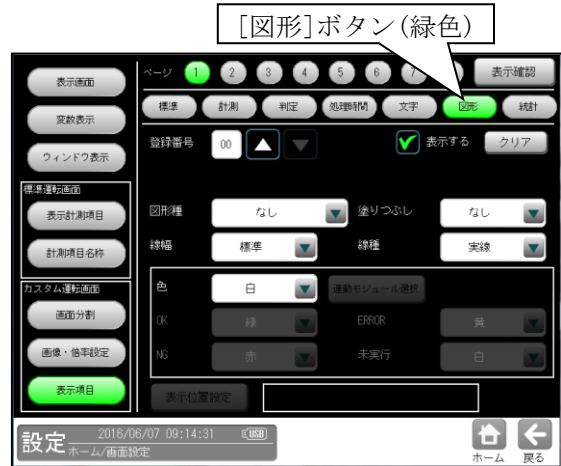 [図形]ボタン(緑色)
表示画面
変数表示
ウィンドウ表示
標準運転画面
表示計測項目
計測項目名称
カスタム運転画面
画面分割
画像・倍率設定
表示項目
ページ 1 2 3 4 5 6 7 表示確認
標準 計測 判定 処理時間 文字 図形 統計
登録番号 00 表示する クリア
図形種 なし 塗りつぶし なし
線幅 標準 線種 実線
色 白 連動モジュール選択
OK 緑 ERROR 黄
NG 赤 未実行 白
表示位置設定
設定 2016/06/07 09:14:31 USB
ホーム/画面設定
ホーム 戻る